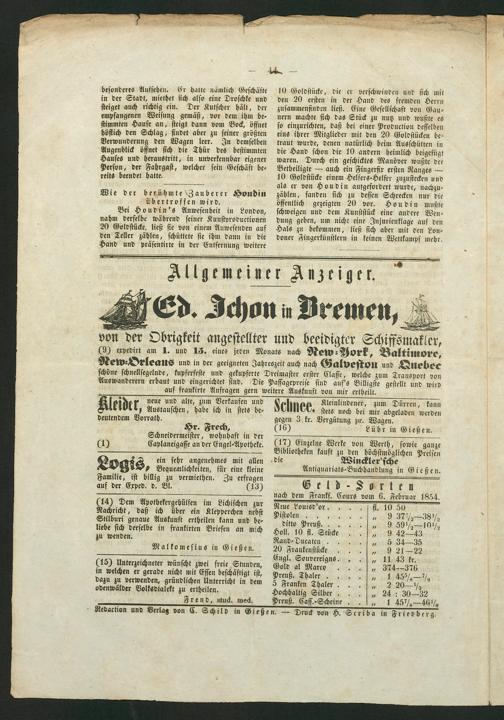 — 44 —
besonderes Aufsehen. Er hatte nämlich Geschäfte
in der Stadt, miethet sich also eine Droschke und
steiget auch richtig ein. Der Kutscher hält, der
empfangenen Weisung gemäß, vor dem ihm be-
stimmten Hause an, steigt dann vom Bock, öffnet
höflich den Schlag, findet aber zu seiner größten
Verwunderung den Wagen leer. In demselben
Augenblick öffnet sich die Thür des bestimmten
Hauses und heraustritt, in unverkennbar eigener
Person, der Fahrgast, welcher sein Geschäft be-
reits beendet hatte.
Wie der berühmte Zauberer Houdin
übertroffen wird.
Bei Houdin's Anwesenheit in London,
nahm derselbe während seiner Kunstproductionen
20 Goldstücke, ließ sie von einem Anwesenden auf
den Teller zählen, schüttete sie ihm dann in die
Hand und präsentirte in der Entfernung weitere
10 Goldstücke, die er verschwinden und sich mit
den 20 ersten in der Hand des fremden Herrn
zusammenfinden ließ. Eine Gesellschaft von Gau-
nern machte sich das Stück zu nutz und wußte es
so einzurichten, daß bei einer Production desselben
eins ihrer Mitglieder mit den 20 Goldstücken be-
traut wurde, denen natürlich beim Ausschütten in
die Hand schon die 10 andern heimlich beigefügt
waren. Durch ein geschicktes Manöver wußte der
Betheiligte — auch ein Fingerfix ersten Ranges —
10 Goldstücke einem Helfers-Helfer zuzustecken und
als er von Houdin aufgefordert wurde, nachzu-
zählen, fanden sich zu dessen Schrecken nur die
öffentlich gezeigten 20 vor. Houdin mußte
schweigen und dem Kunststück eine andere Wen-
dung geben, um nicht eine Injurienklage auf den
Hals zu bekommen, ließ sich aber mit den Lon-
doner Fingerkünstlern in keinen Wettkampf mehr.
Allgemeiner Anzeiger.
Ed. Ichon in Bremen,
von der Obrigkeit angestellter und beeidigter Schiffsmakler,
(9) expedirt am 1. und 15. eines jeden Monats nach New-York, Baltimore,
New-Orleans und in der geeigneten Jahreszeit auch nach Galveston und Quebec
schöne schnellsegelnde, kupferfeste und gekupferte Dreimaster erster Classe, welche zum Transport von
Auswanderern erbaut und eingerichtet sind. Die Passagepreise sind auf's Billigste gestellt und wird
auf frankirte Anfragen gern weitere Auskunft von mir ertheilt.
Kleider, neue und alte, zum Verkaufen und
Austauschen, habe ich in stets be-
deutendem Vorrath.
Hr. Frech,
Schneidermeister, wohnhaft in der
(1) Caplaneigasse an der Engel-Apotheke.
Logis, ein sehr angenehmes mit allen
Bequemlichkeiten, für eine kleine
Familie, ist billig zu vermiethen. Zu erfragen
auf der Exped. d. Bl. (13)
(14) Dem Apothekergehülfen im Lichischen zur
Nachricht, daß ich über ein Klepperchen nebst
Stilburi genaue Auskunft ertheilen kann und be-
liebe sich derselbe in frankirten Briefen an mich
zu wenden.
Malkomesius in Giessen.
(15) Unterzeichneter wünscht zwei freie Stunden,
in welchen er gerade nicht mit Essen beschäftigt ist,
dazu zu verwenden, gründlichen Unterricht in dem
odenwälder Volksdialekt zu ertheilen.
Freud, stud. med.
Schnee. Kleinlindener, zum Dürren, kann
stets noch bei mir abgeladen werden
gegen 3 kr. Vergütung zr. Wagen.
(16) Lühr in Giessen.
(17) Einzelne Werke von Werth, sowie ganze
Bibliotheken kauft zu den höchstmöglichen Preisen
die Winkler'sche
Antiquariats-Buchhandlung in Giessen.
Geld-Sorten
nach dem Frankf. Cours vom 6. Februar 1854.
Neue Louisd'or . . . . fl. 10 50
Pistolen . . . . „ 9 37½—38½
ditto Preuß. . . . „ 9 59½—10½
Holl. 10 fl. Stücke . . „ 9 42—43
Rand-Ducaten . . . „ 5 34—35
20 Frankenstücke . . „ 9 21—22
Engl. Souvereigns . . „ 11 43 kr.
Gold al Marco . . . „ 374—376
Preuß. Thaler . . . „ 1
5 Franken Thaler . . „ 2
Hochhaltig Silber . . „ 24 : 30—32
Preuß. Cass.-Scheine . . „ 1
Redaction und Verlag von C. Schild in Giessen. — Druck von H. Scriba in Friedberg.